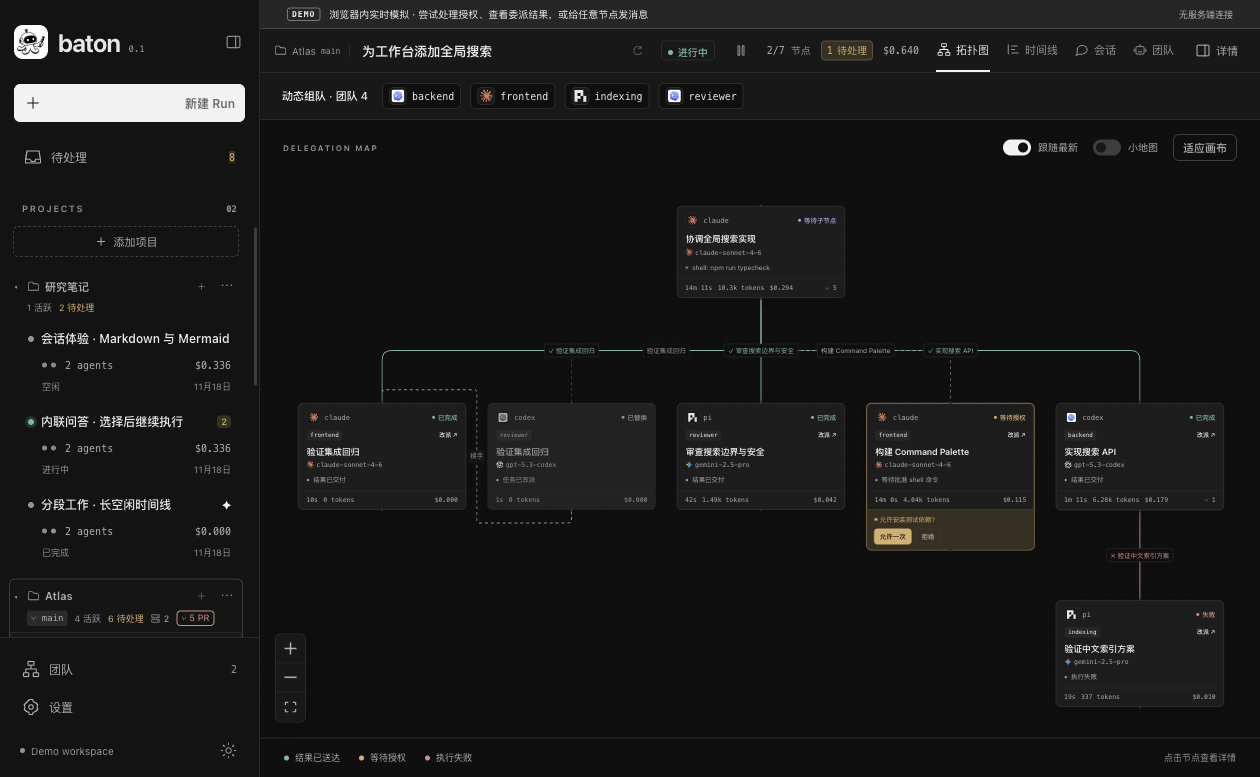 baton 0.1
新建 Run
待处理 8
PROJECTS 02
添加项目
研究笔记
1 活跃 2 待处理
会话体验 · Markdown 与 Mermaid
2 agents $0.336
空闲 11月18日
内联问答 · 选择后继续执行 2
2 agents $0.336
进行中 11月18日
分段工作 · 长空闲时间线
2 agents $0.000
已完成 11月18日
Atlas
main 4 活跃 6 待处理 2 5 PR
团队 2
设置
Demo workspace
DEMO 浏览器内实时模拟 · 尝试处理授权、查看委派结果，或给任意节点发消息 无服务端连接
Atlas main 为工作台添加全局搜索 进行中 2/7 节点 1 待处理 $0.640 拓扑图 时间线 会话 团队 详情
动态组队 · 团队 4 backend frontend indexing reviewer
DELEGATION MAP 跟随最新 小地图 适应画布
claude 等待子节点
协调全局搜索实现
claude-sonnet-4-6
shell: npm run typecheck
14m 11s 10.3k tokens $0.294 5
✓ 验证集成回归 验证集成回归 ✓ 审查搜索边界与安全 构建 Command Palette ✓ 实现搜索 API
claude 已完成
frontend 改派 ↗
验证集成回归
claude-sonnet-4-6
结果已交付
10s 0 tokens $0.000
接手
codex 已替换
reviewer
验证集成回归
gpt-5.3-codex
任务已改派
1s 0 tokens $0.000
pi 已完成
reviewer 改派 ↗
审查搜索边界与安全
gemini-2.5-pro
结果已交付
42s 1.49k tokens $0.042
claude 等待授权
frontend 改派 ↗
构建 Command Palette
claude-sonnet-4-6
等待批准 shell 命令
14m 0s 4.04k tokens $0.115
允许安装测试依赖?
允许一次 拒绝
codex 已完成
backend 改派 ↗
实现搜索 API
gpt-5.3-codex
结果已交付
1m 11s 6.28k tokens $0.179 1
× 验证中文索引方案
pi 失败
indexing 改派 ↗
验证中文索引方案
gemini-2.5-pro
执行失败
19s 337 tokens $0.010
结果已送达 等待授权 执行失败 点击节点查看详情